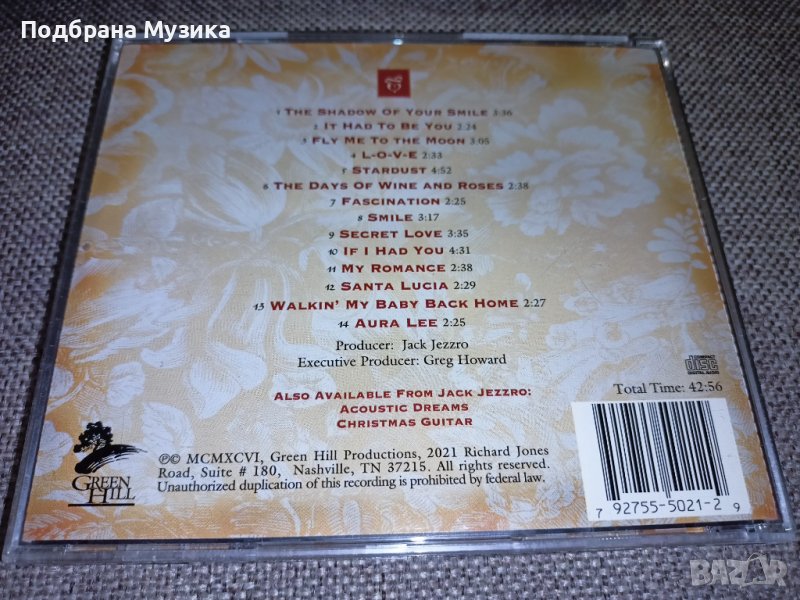 Подбрана Музика
1 THE SHADOW OF YOUR SMILE 3:36
2 IT HAD TO BE YOU 2:24
3 FLY ME TO THE MOON 3:05
4 L-O-V-E 2:33
5 STARDUST 4:52
6 THE DAYS OF WINE AND ROSES 2:38
7 FASCINATION 2:25
8 SMILE 3:17
9 SECRET LOVE 3:35
10 IF I HAD YOU 4:31
11 MY ROMANCE 2:38
12 SANTA LUCIA 2:29
13 WALKIN' MY BABY BACK HOME 2:27
14 AURA LEE 2:25
Producer: Jack Jezzro
Executive Producer: Greg Howard
COMPACT
DISC
DIGITAL AUDIO
Total Time: 42:56
ALSO AVAILABLE FROM JACK JEZZRO:
ACOUSTIC DREAMS
CHRISTMAS GUITAR
GREEN
HILL
℗© MCMXCVI, Green Hill Productions, 2021 Richard Jones
Road, Suite # 180, Nashville, TN 37215. All rights reserved.
Unauthorized duplication of this recording is prohibited by federal law.
7 92755-5021-2 9
BAZAR